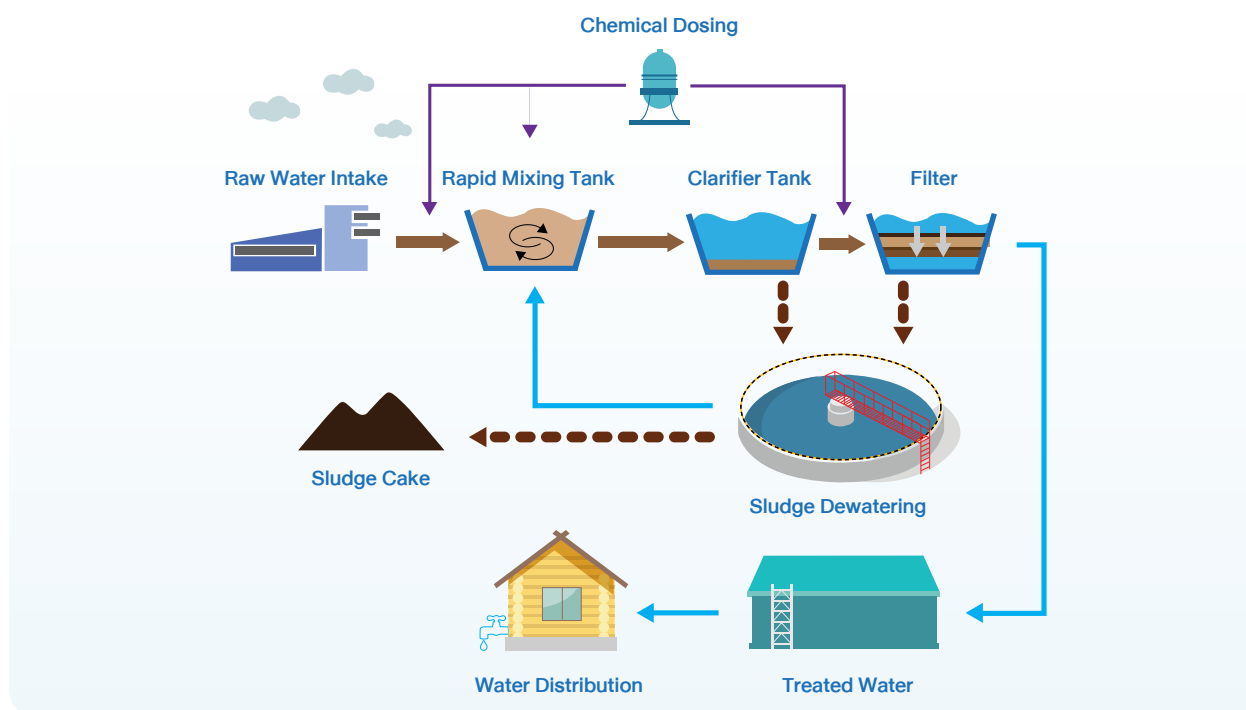 Chemical Dosing
Raw Water Intake
Rapid Mixing Tank
Clarifier Tank
Filter
Sludge Cake
Sludge Dewatering
Water Distribution
Treated Water